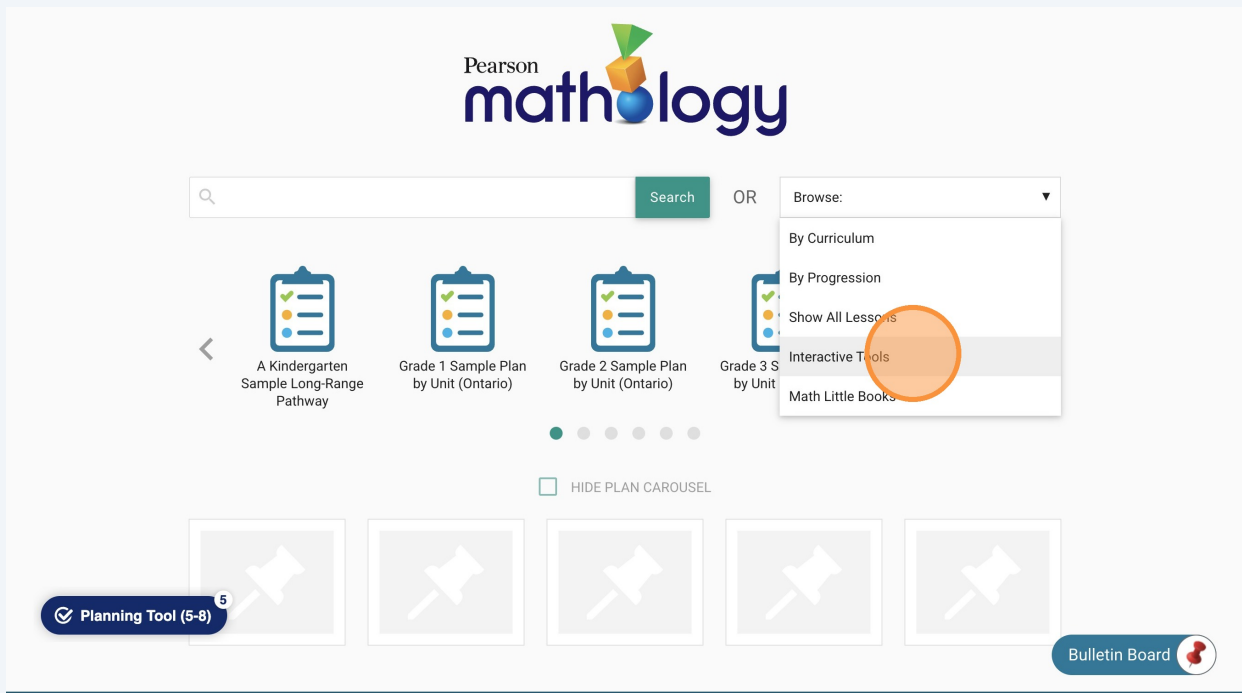 Pearson
mathology
Search
OR
Browse:
By Curriculum
By Progression
Show All Lessons
Interactive Tools
Math Little Books
A Kindergarten
Sample Long-Range
Pathway
Grade 1 Sample Plan
by Unit (Ontario)
Grade 2 Sample Plan
by Unit (Ontario)
Grade 3 S
by Unit
HIDE PLAN CAROUSEL
5
Planning Tool (5-8)
Bulletin Board